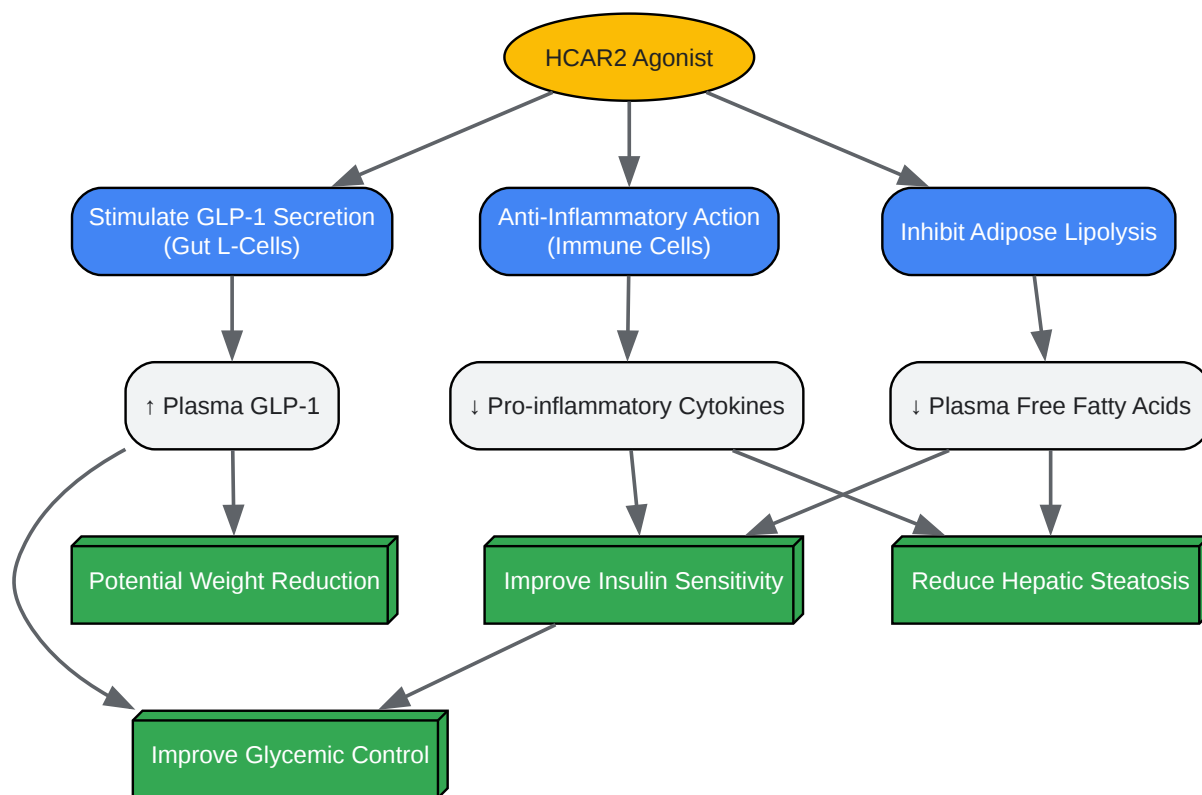 HCAR2 Agonist
Stimulate GLP-1 Secretion
(Gut L-Cells)
Anti-Inflammatory Action
(Immune Cells)
Inhibit Adipose Lipolysis
↑ Plasma GLP-1
↓ Pro-inflammatory Cytokines
↓ Plasma Free Fatty Acids
Potential Weight Reduction
Improve Insulin Sensitivity
Reduce Hepatic Steatosis
Improve Glycemic Control